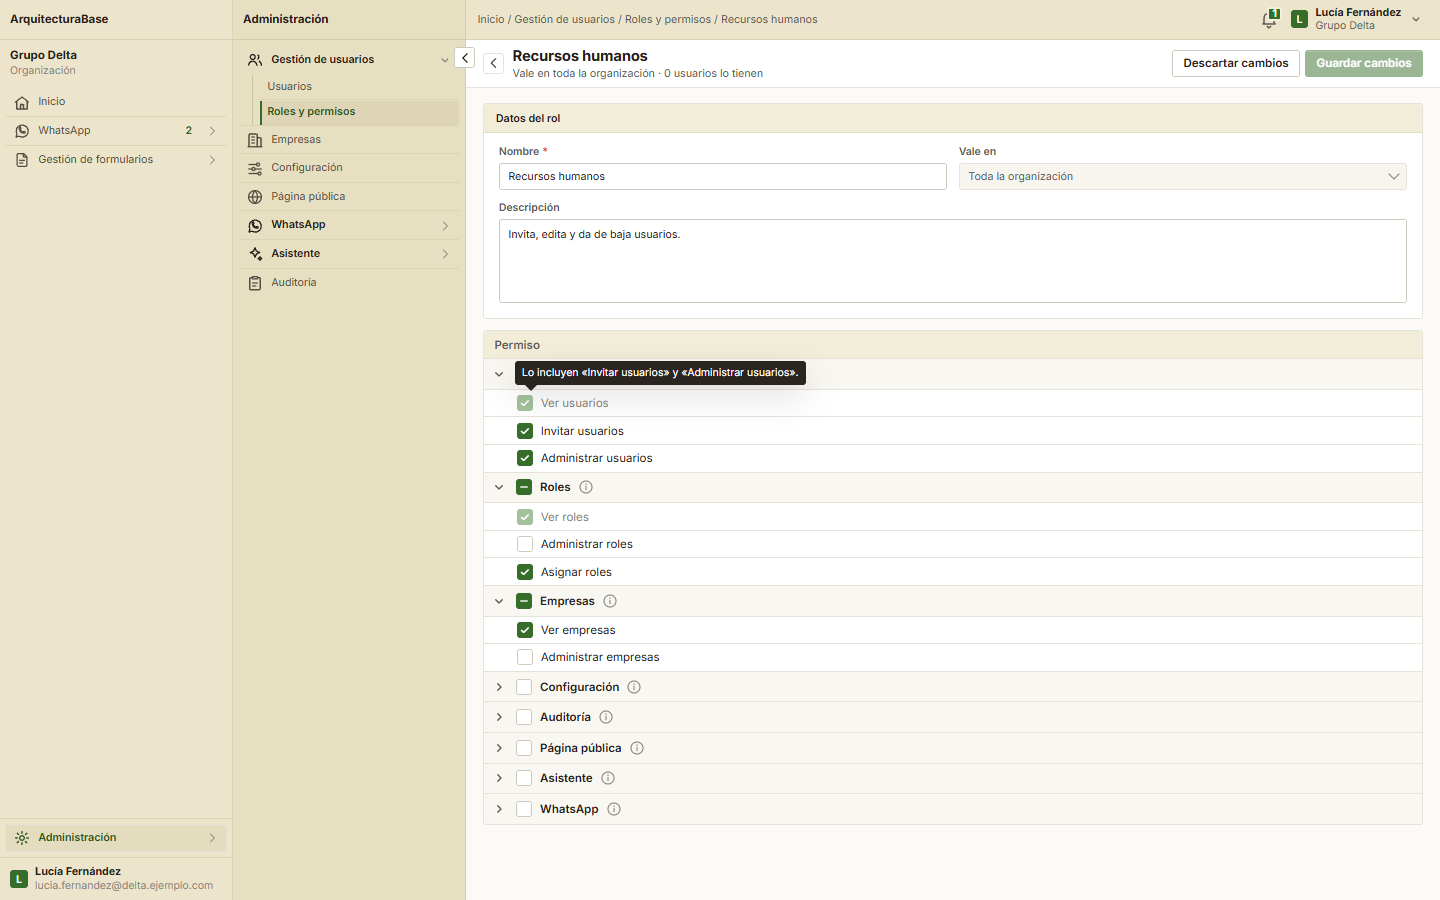 ArquitecturaBase
Grupo Delta
Organización
Inicio
WhatsApp 2
Gestión de formularios
Administración
L
Lucía Fernández
lucia.fernandez@delta.ejemplo.com
Administración
Gestión de usuarios
Usuarios
Roles y permisos
Empresas
Configuración
Página pública
WhatsApp
Asistente
Auditoría
Inicio / Gestión de usuarios / Roles y permisos / Recursos humanos
1
L
Lucía Fernández
Grupo Delta
Recursos humanos
Vale en toda la organización · 0 usuarios lo tienen
Descartar cambios
Guardar cambios
Datos del rol
Nombre *
Recursos humanos
Vale en
Toda la organización
Descripción
Invita, edita y da de baja usuarios.
Permiso
Lo incluyen «Invitar usuarios» y «Administrar usuarios».
Ver usuarios
Invitar usuarios
Administrar usuarios
Roles
Ver roles
Administrar roles
Asignar roles
Empresas
Ver empresas
Administrar empresas
Configuración
Auditoría
Página pública
Asistente
WhatsApp